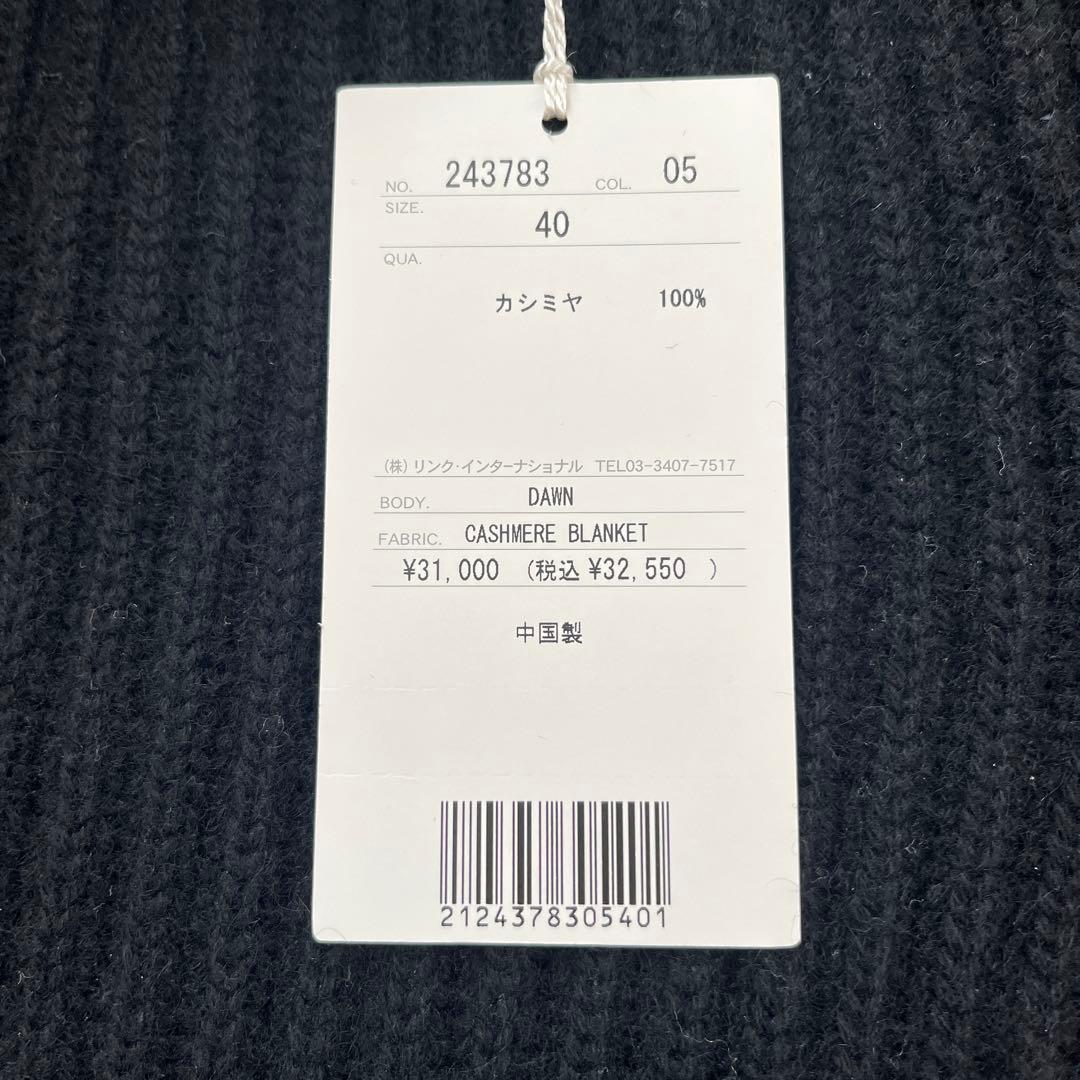 NO. 243783 COL. 05
SIZE. 40
QUA.
カシミヤ 100%
(株)リンク・インターナショナル TEL03-3407-7517
BODY. DAWN
FABRIC. CASHMERE BLANKET
¥31,000 (税込 ¥32,550 )
中国製
2124378305401